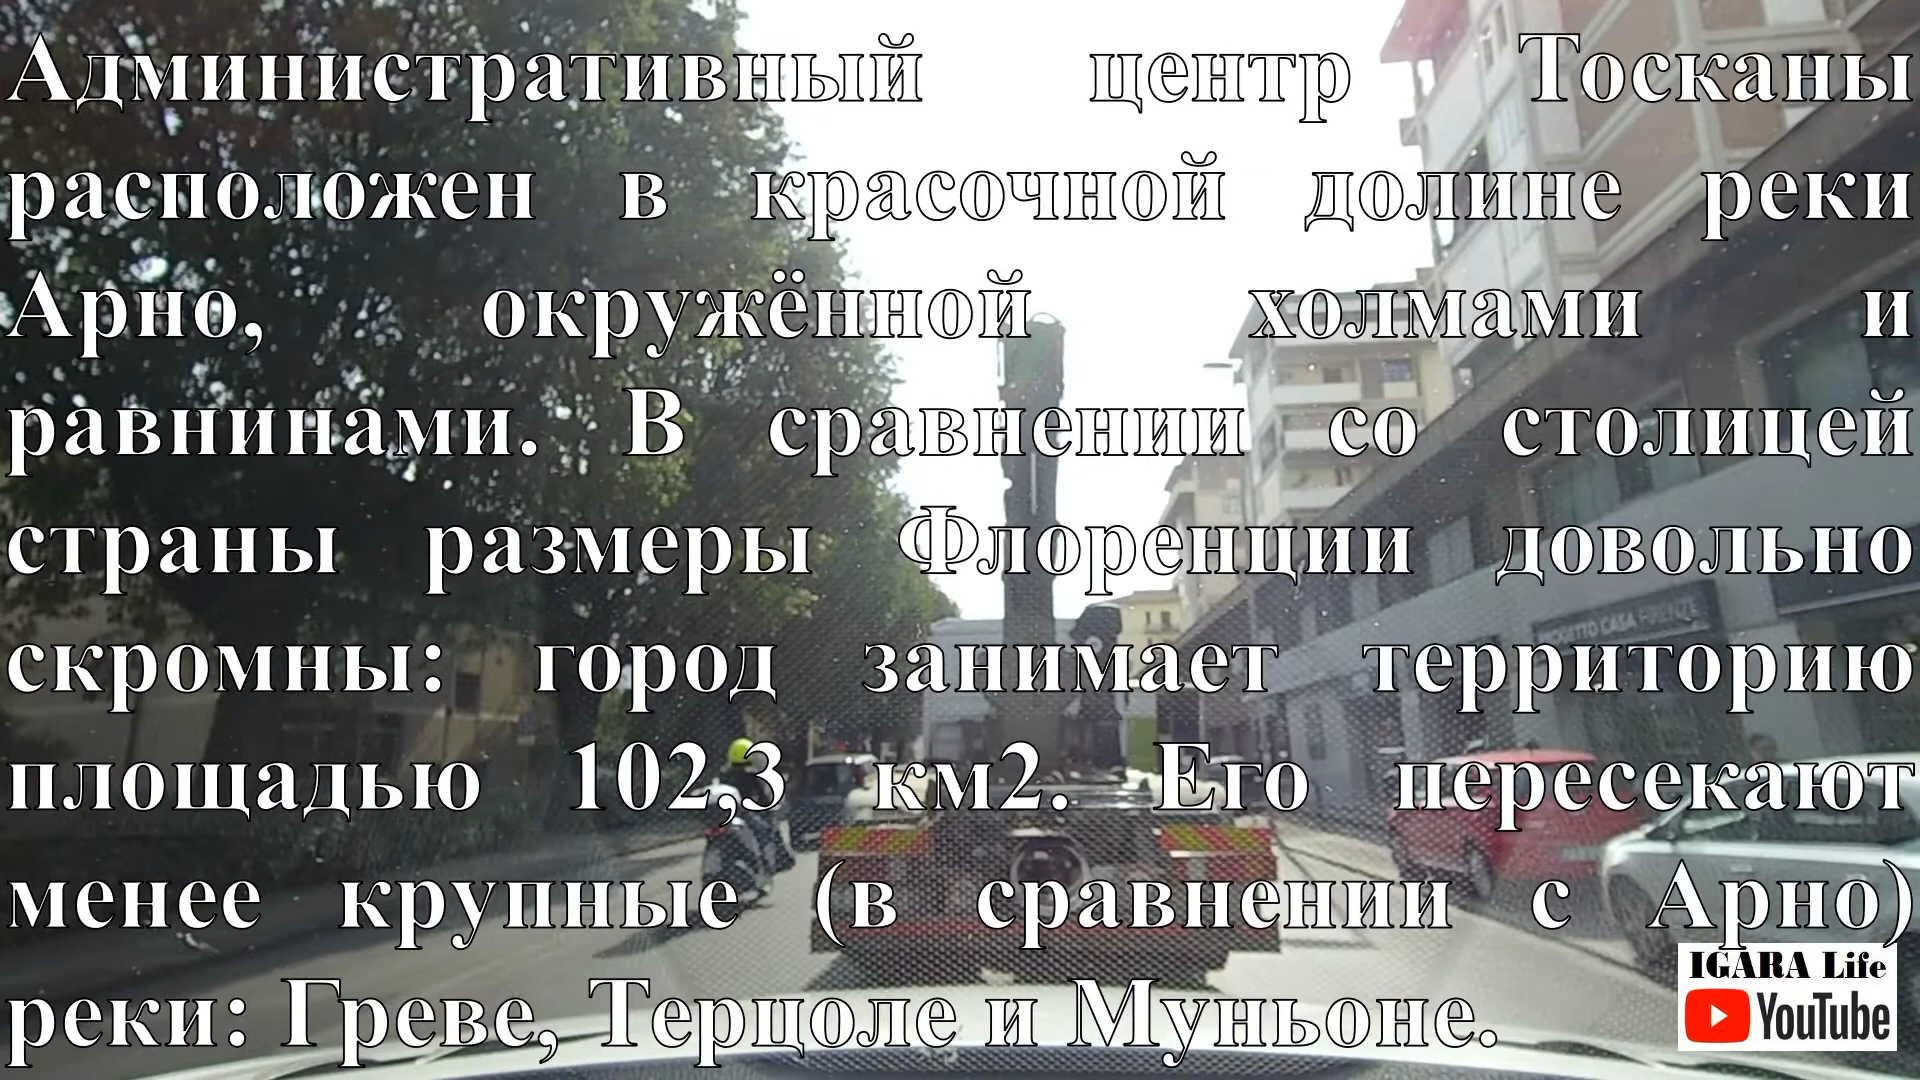 Административный центр Тосканы
расположен в красочной долине реки
Арно, окружённой холмами и
равнинами. В сравнении со столицей
страны размеры Флоренции довольно
скромны: город занимает территорию
площадью 102,3 км2. Его пересекают
менее крупные (в сравнении с Арно)
реки: Греве, Терцоле и Муньоне.
CASA FIRENZE
IGARA Life
YouTube